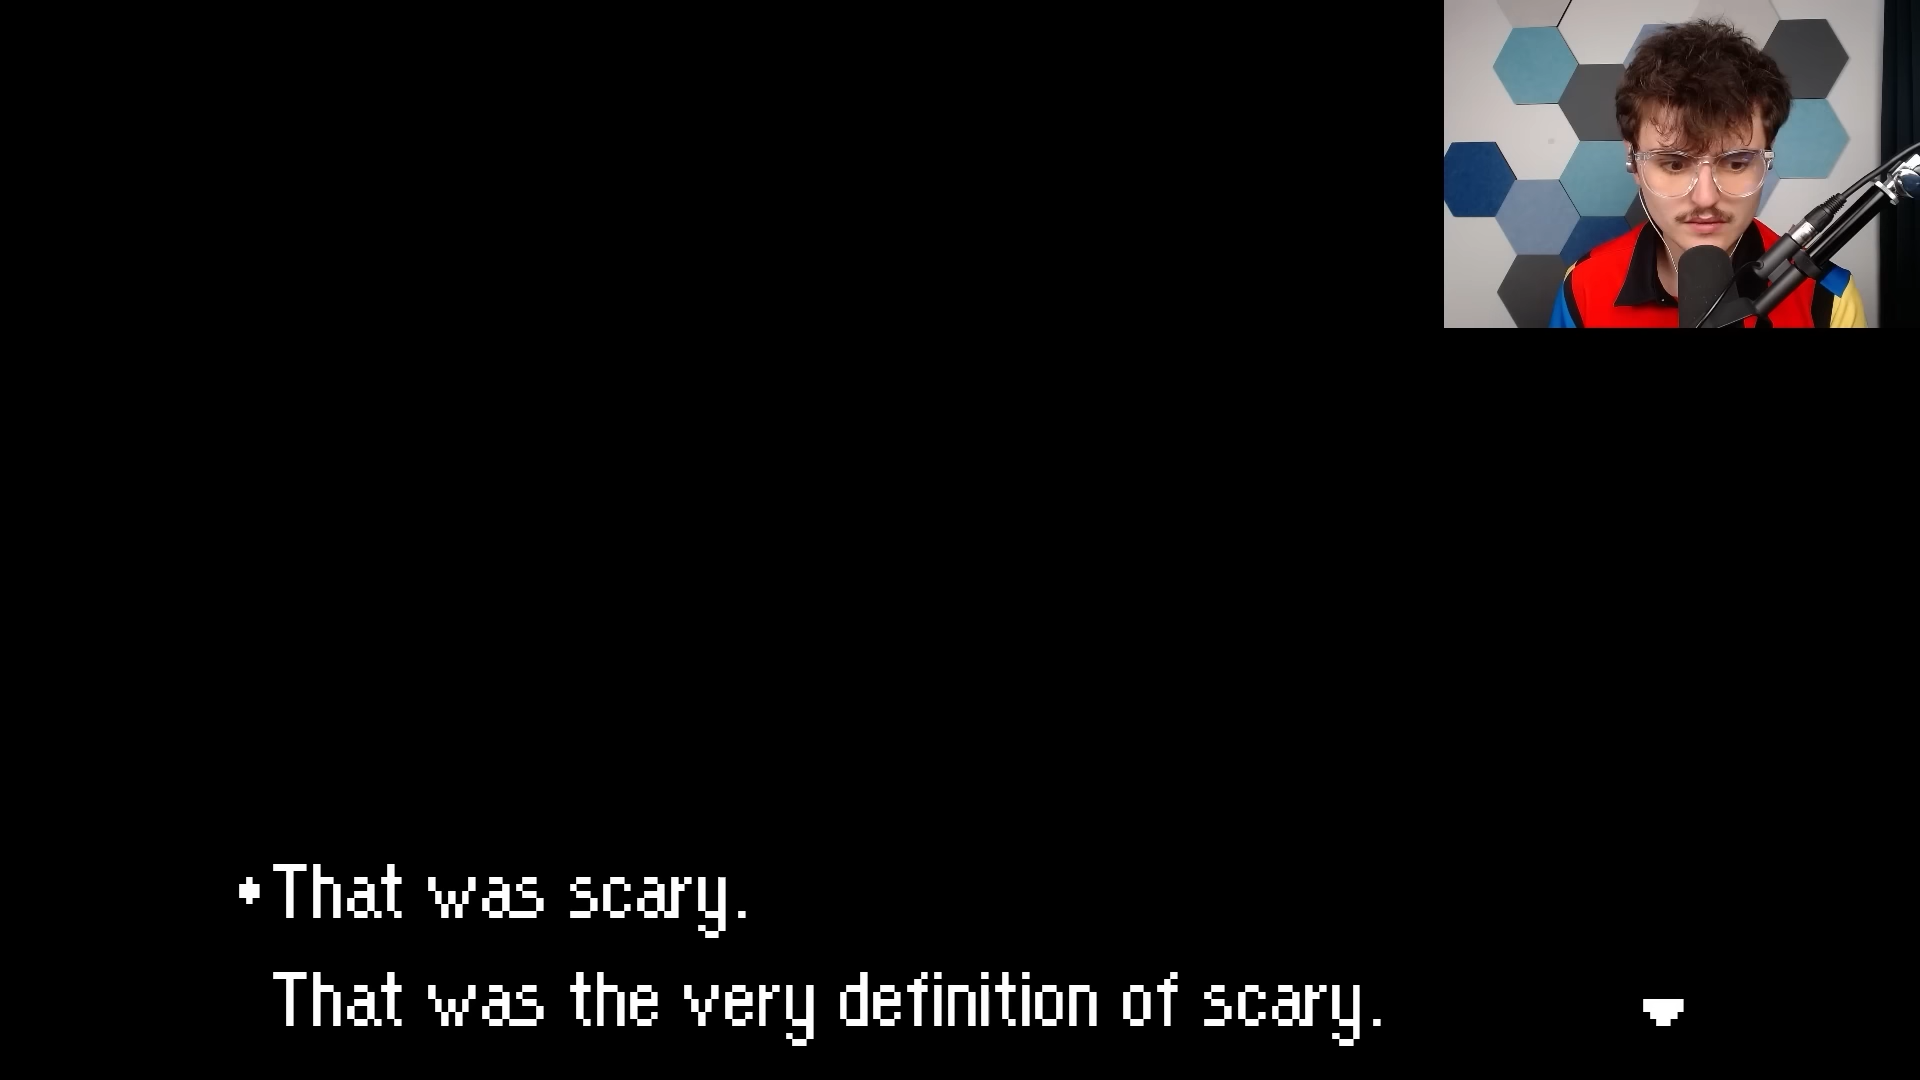 •That was scary.
That was the very definition of scary.